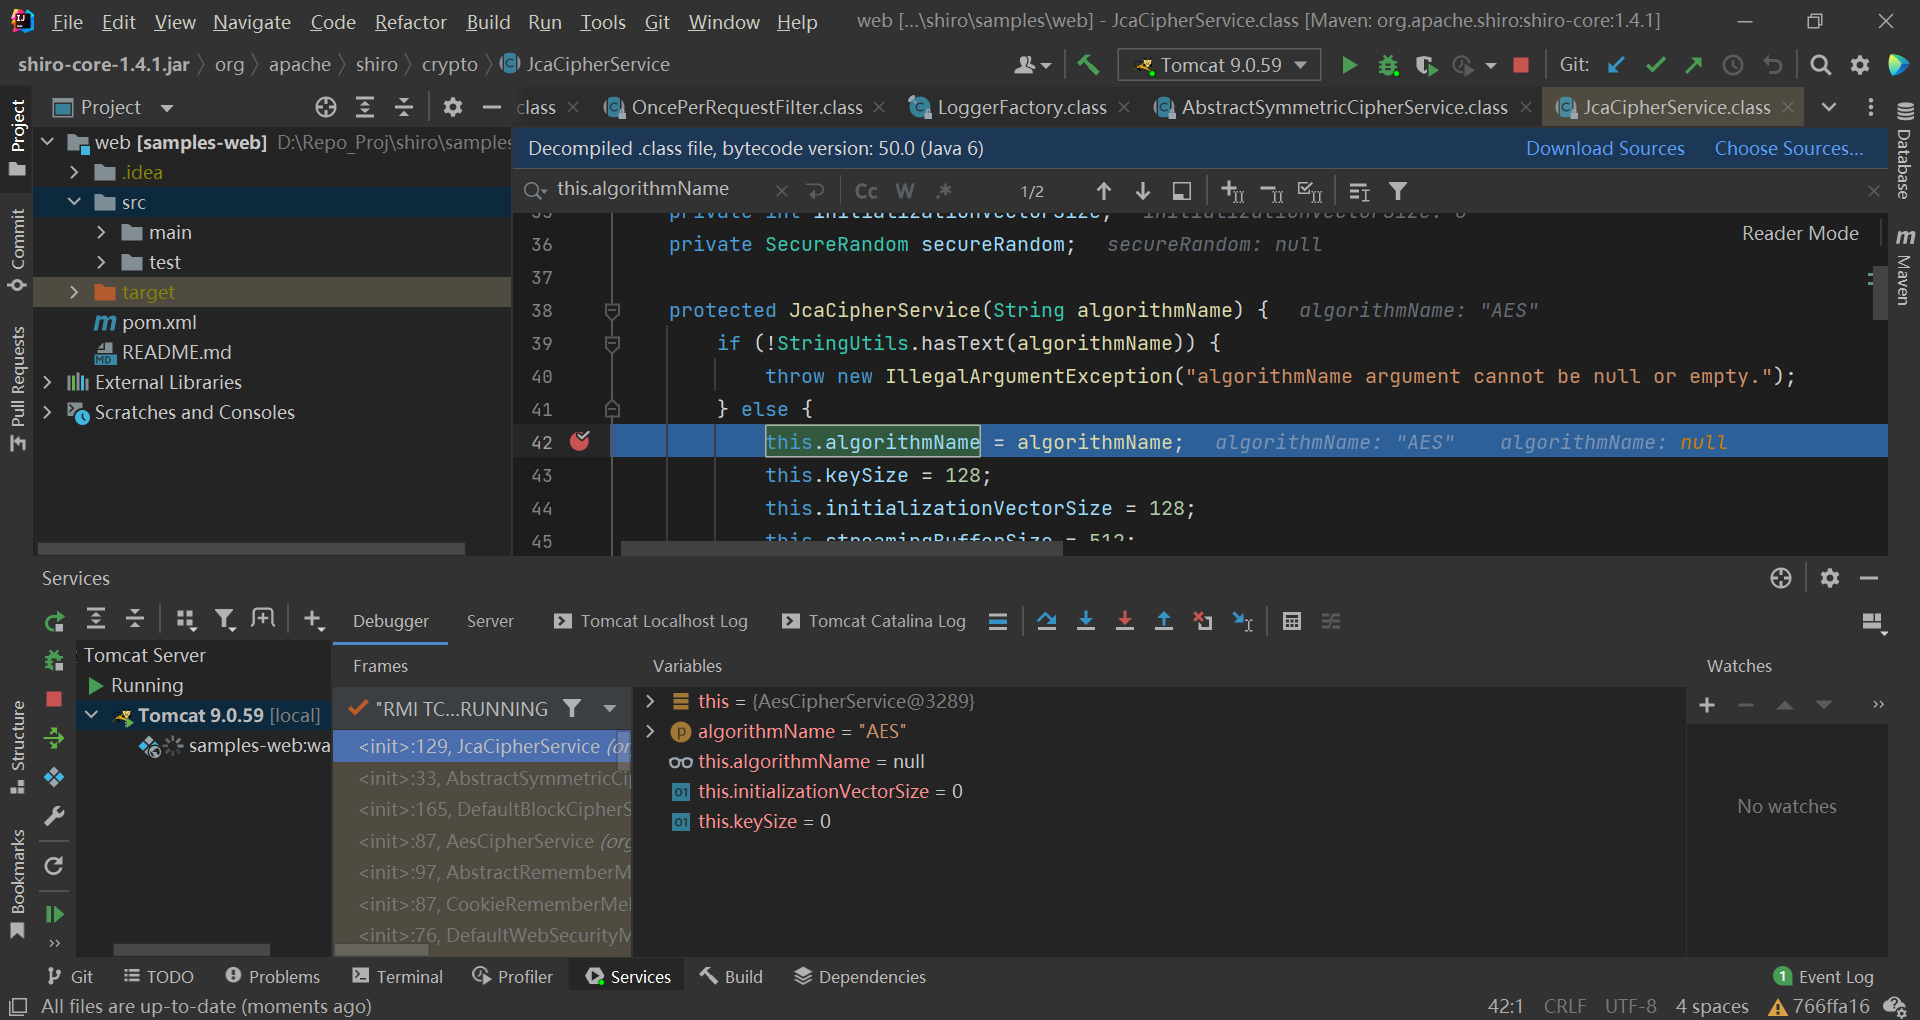 File Edit View Navigate Code Refactor Build Run Tools Git Window Help web [...\shiro\samples\web] - JcaCipherService.class [Maven: org.apache.shiro:shiro-core:1.4.1]
shiro-core-1.4.1.jar org apache shiro crypto JcaCipherService Tomcat 9.0.59 Git:
Project class OncePerRequestFilter.class LoggerFactory.class AbstractSymmetricCipherService.class JcaCipherService.class
web [samples-web] D:\Repo_Proj\shiro\samples
.idea
src
main
test
target
pom.xml
README.md
External Libraries
Scratches and Consoles
Decompiled .class file, bytecode version: 50.0 (Java 6) Download Sources Choose Sources...
this.algorithmName Cc W .* 1/2
35 private int initializationVectorSize; initializationVectorSize: 0
36 private SecureRandom secureRandom; secureRandom: null
Reader Mode
37
38 protected JcaCipherService(String algorithmName) { algorithmName: "AES"
39 if (!StringUtils.hasText(algorithmName)) {
40 throw new IllegalArgumentException("algorithmName argument cannot be null or empty.");
41 } else {
42 this.algorithmName = algorithmName; algorithmName: "AES" algorithmName: null
43 this.keySize = 128;
44 this.initializationVectorSize = 128;
45 this.streamingBufferSize = 512;
Project
Commit
Pull Requests
Structure
Bookmarks
Database
Maven
Services
Debugger Server Tomcat Localhost Log Tomcat Catalina Log
Tomcat Server
Running
Tomcat 9.0.59 [local]
samples-web:wa
Frames
"RMI TC...RUNNING
<init>:129, JcaCipherService (or
<init>:33, AbstractSymmetricCi
<init>:165, DefaultBlockCipherS
<init>:87, AesCipherService (org
<init>:97, AbstractRememberM
<init>:87, CookieRememberMe
<init>:76, DefaultWebSecurityM
Variables
this = {AesCipherService@3289}
algorithmName = "AES"
this.algorithmName = null
this.initializationVectorSize = 0
this.keySize = 0
Watches
No watches
Git TODO Problems Terminal Profiler Services Build Dependencies 1 Event Log
All files are up-to-date (moments ago) 42:1 CRLF UTF-8 4 spaces 766ffa16